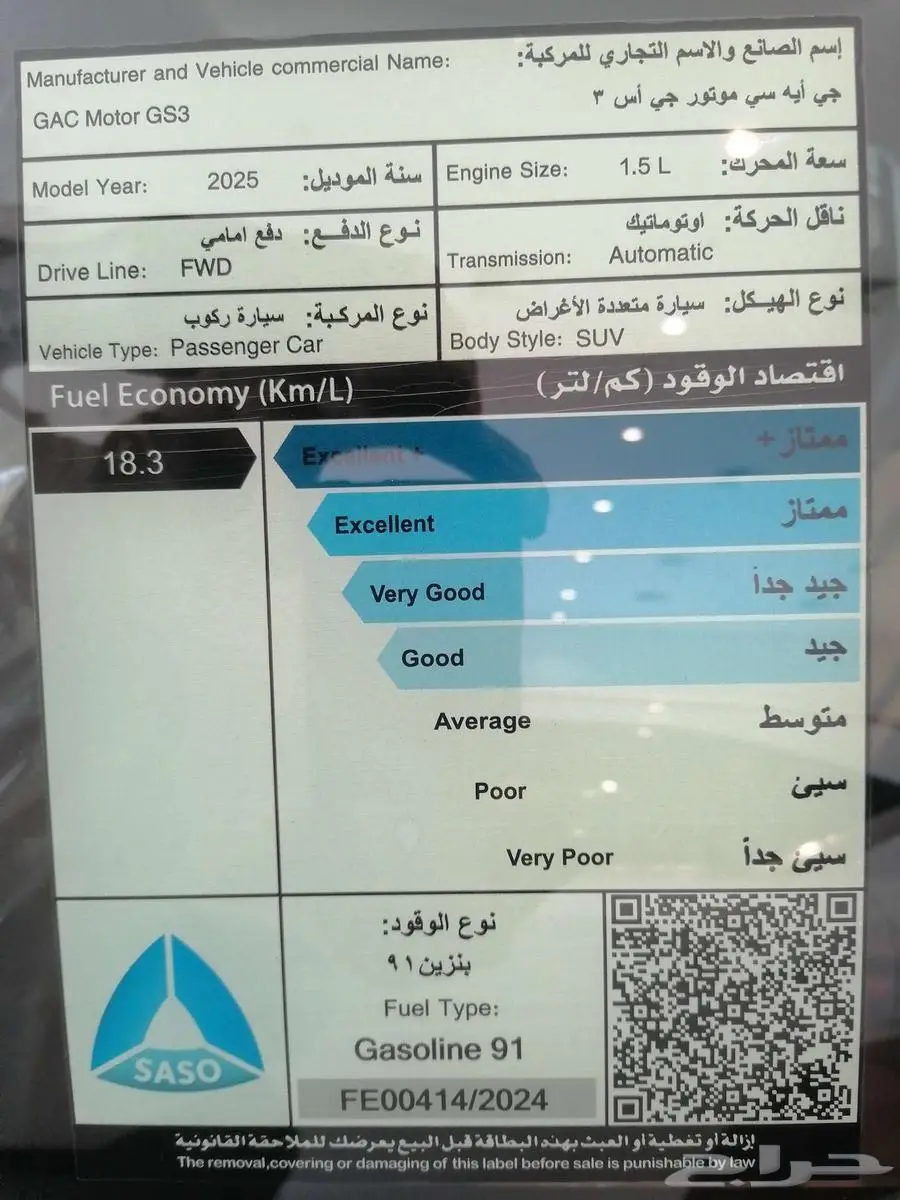 إسم الصانع والاسم التجاري للمركبة:
Manufacturer and Vehicle commercial Name:
جي أيه سي موتور جي أس ٣
GAC Motor GS3
Model Year: 2025 سنة الموديل:
Engine Size: 1.5 L سعة المحرك:
نوع الدفع: دفع امامي
Drive Line: FWD
ناقل الحركة: اوتوماتيك
Transmission: Automatic
نوع المركبة: سيارة ركوب
Vehicle Type: Passenger Car
نوع الهيكل: سيارة متعددة الأغراض
Body Style: SUV
Fuel Economy (Km/L) اقتصاد الوقود (كم/لتر)
18.3
Excellent + ممتاز +
Excellent ممتاز
Very Good جيد جداً
Good جيد
Average متوسط
Poor سيئ
Very Poor سيئ جداً
SASO
نوع الوقود:
بنزين ٩١
Fuel Type:
Gasoline 91
FE00414/2024
إزالة أو تغطية أو العبث بهذه البطاقة قبل البيع يعرضك للملاحقة القانونية
The removal,covering or damaging of this label before sale is punishable by law
حراج